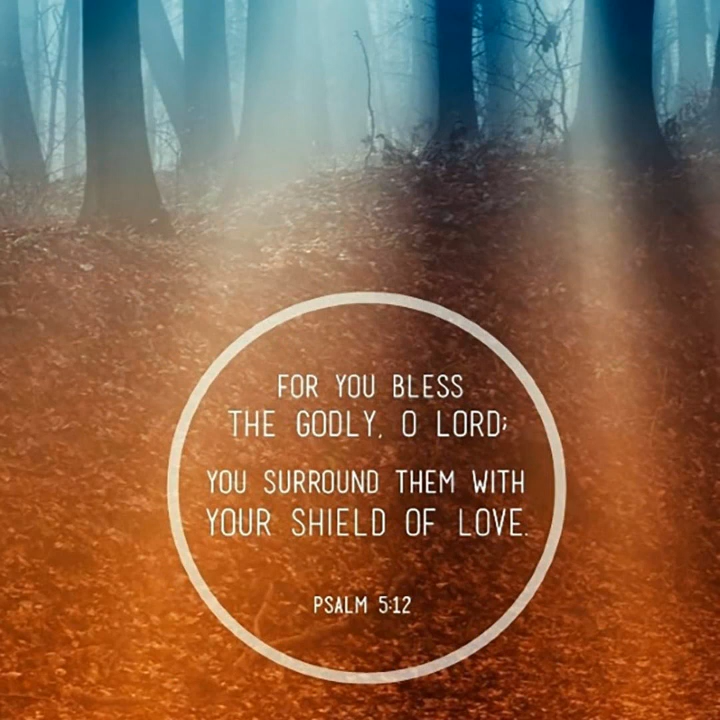 FOR YOU BLESS
THE GODLY, O LORD;
YOU SURROUND THEM WITH
YOUR SHIELD OF LOVE.
PSALM 5:12